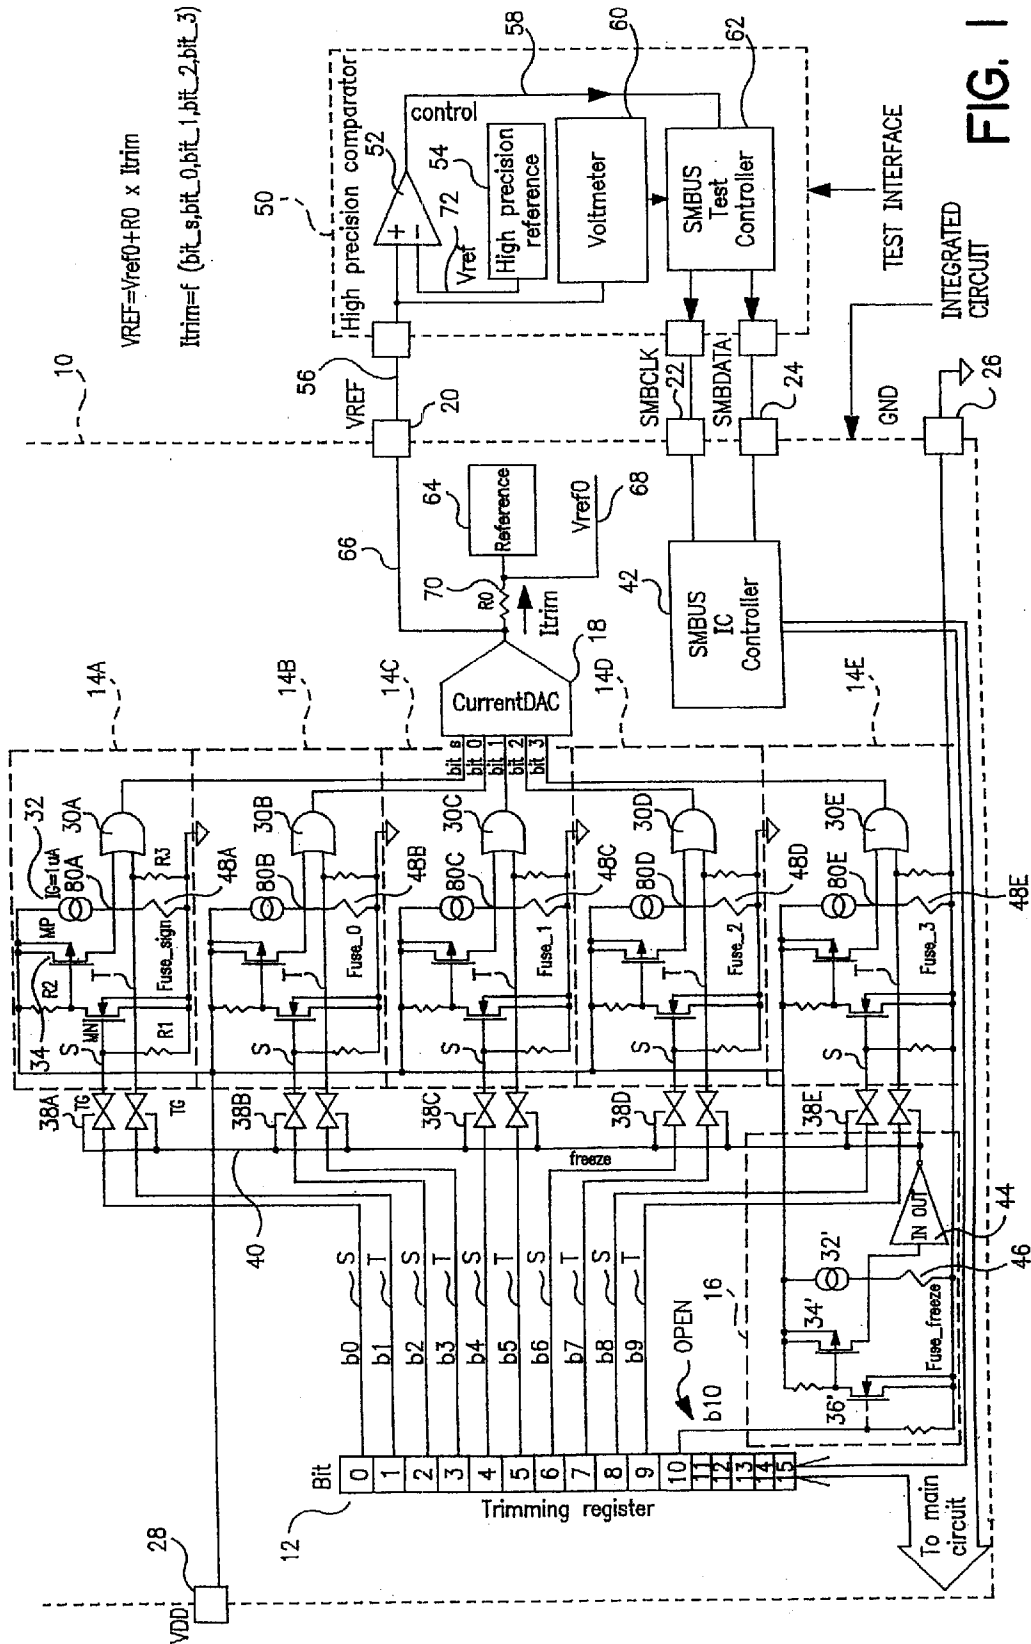 FIG. 1
VREF=Vref0+R0 x Itrim
Itrim=f (bit_s,bit_0,bit_1,bit_2,bit_3)
10
50
High precision comparator
52
control
58
54
High precision
reference
72
Vref
60
Voltmeter
62
SMBUS
Test
Controller
TEST INTERFACE
INTEGRATED
CIRCUIT
56
VREF
20
SMBCLK
22
SMBDATA
24
GND
26
66
64
Reference
70
R0
Itrim
Vref0
68
42
SMBUS
IC
Controller
18
CurrentDAC
bit s
bit 0
bit 1
bit 2
bit 3
14A
14B
14C
14D
14E
32
IG=1uA
30A
80A
MP
R3
48A
34
R2
T
Fuse_sign
MN
S
R1
30B
80B
48B
T
Fuse_0
S
30C
80C
48C
T
Fuse_1
S
30D
80D
48D
T
Fuse_2
S
30E
80E
48E
T
Fuse_3
S
38A
TG
TG
38B
38C
38D
38E
40
freeze
IN OUT
44
16
34'
32'
46
36'
Fuse_freeze
S
T
S
T
S
T
S
T
S
T
b0
b1
b2
b3
b4
b5
b6
b7
b8
b9
b10
OPEN
Bit
0
1
2
3
4
5
6
7
8
9
10
11
12
13
14
15
12
Trimming register
28
VDD
To main
circuit